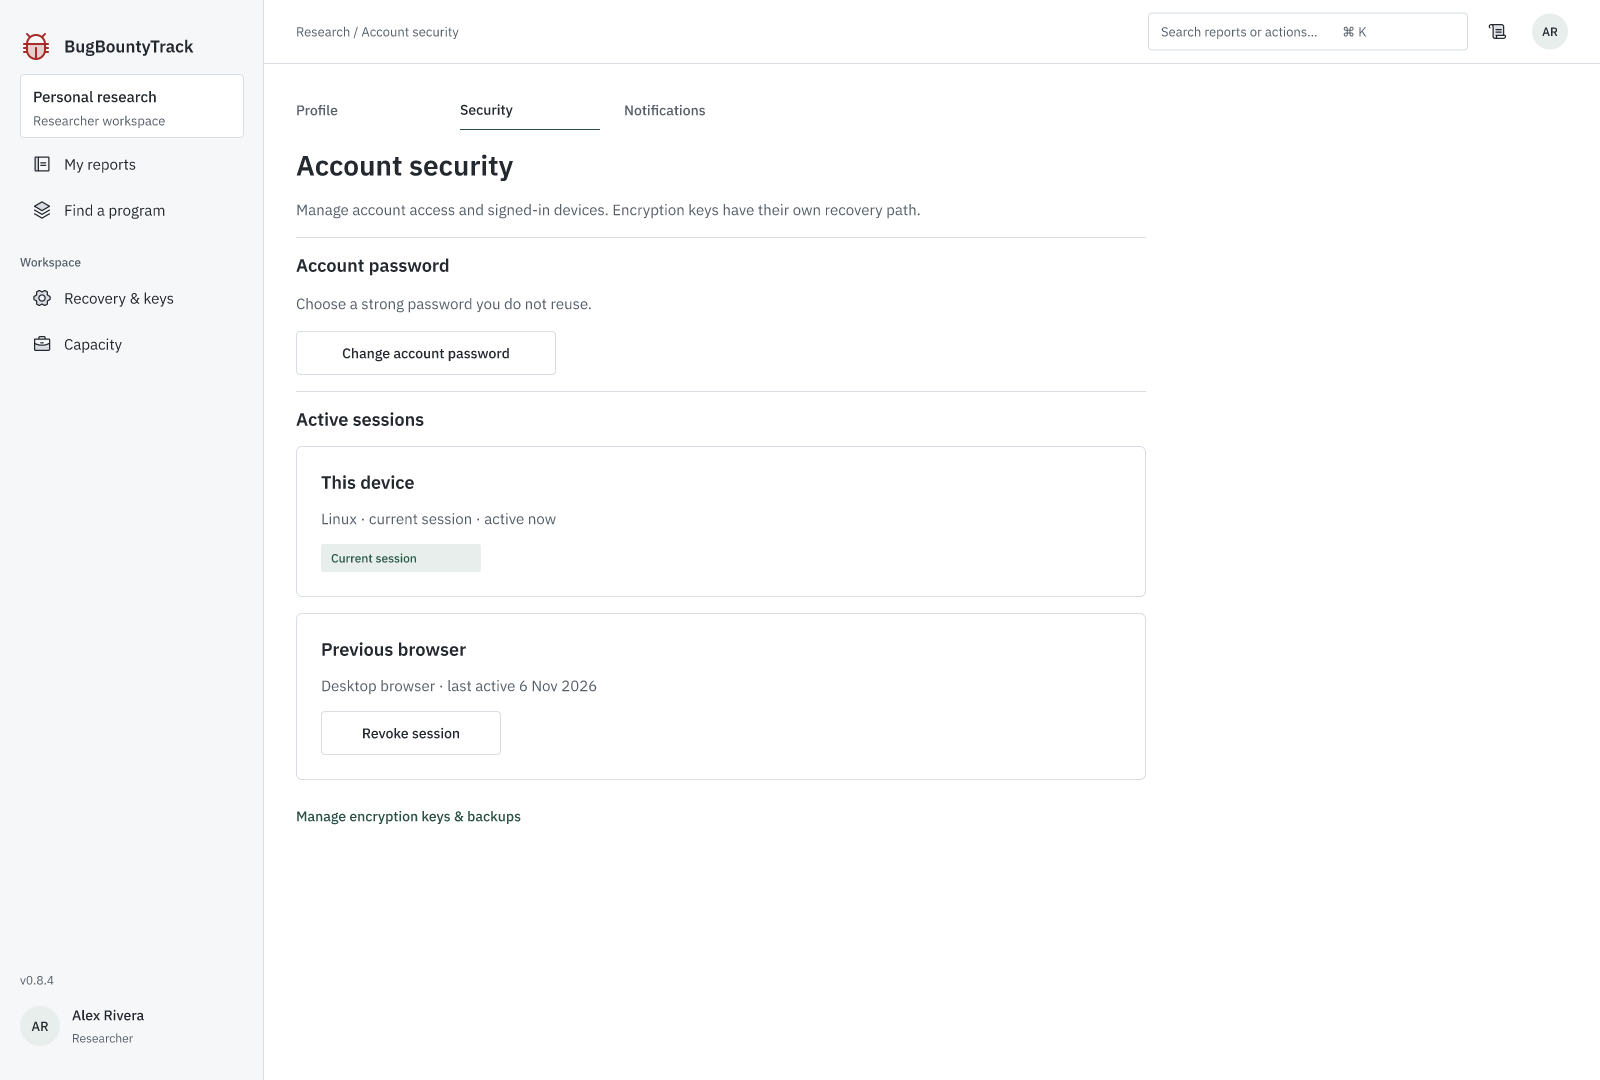 BugBountyTrack
Personal research
Researcher workspace
My reports
Find a program
Workspace
Recovery & keys
Capacity
v0.8.4
AR
Alex Rivera
Researcher
Research / Account security
Search reports or actions... ⌘ K
AR
Profile
Security
Notifications
Account security
Manage account access and signed-in devices. Encryption keys have their own recovery path.
Account password
Choose a strong password you do not reuse.
Change account password
Active sessions
This device
Linux · current session · active now
Current session
Previous browser
Desktop browser · last active 6 Nov 2026
Revoke session
Manage encryption keys & backups